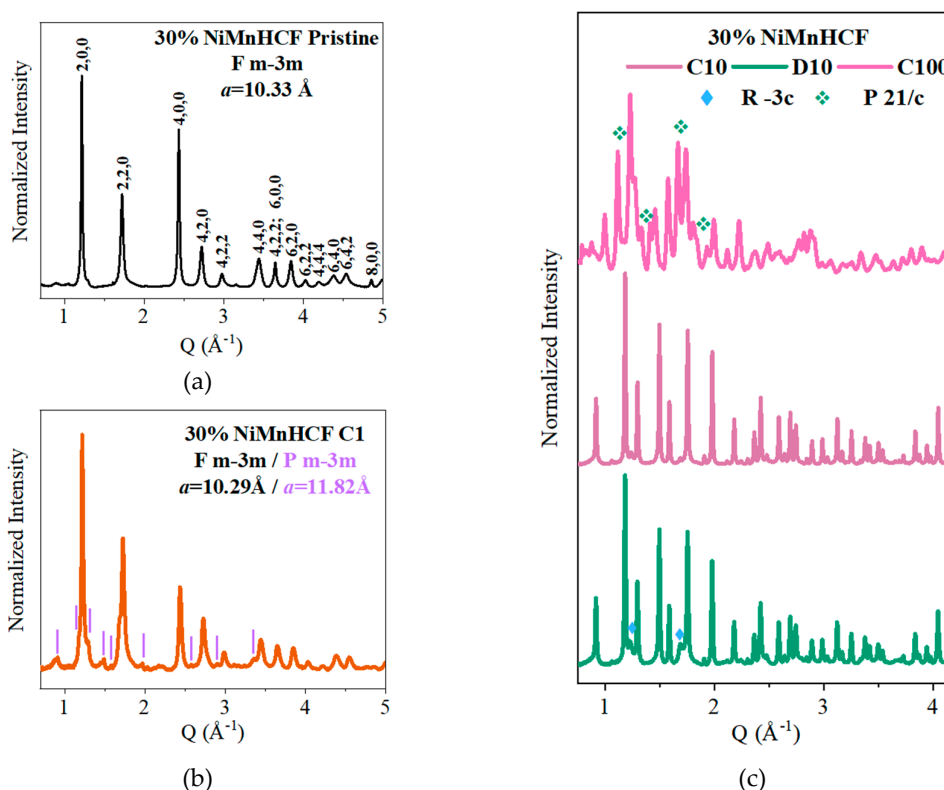 30% NiMnHCF Pristine
F m-3m
a=10.33 Å
2,0,0
2,2,0
4,0,0
4,2,0
4,2,2
4,4,0
4,2,2; 6,0,0
6,2,0
6,2,2
4,4,4
6,4,0
6,4,2
8,0,0
Normalized Intensity
1 2 3 4 5
Q (Å-1)
(a)
30% NiMnHCF C1
F m-3m / P m-3m
a=10.29Å / a=11.82Å
Normalized Intensity
1 2 3 4 5
Q (Å-1)
(b)
30% NiMnHCF
C10 D10 C100
R -3c P 21/c
Normalized Intensity
Normalized Intensity
1 2 3 4
Q (Å-1)
(c)